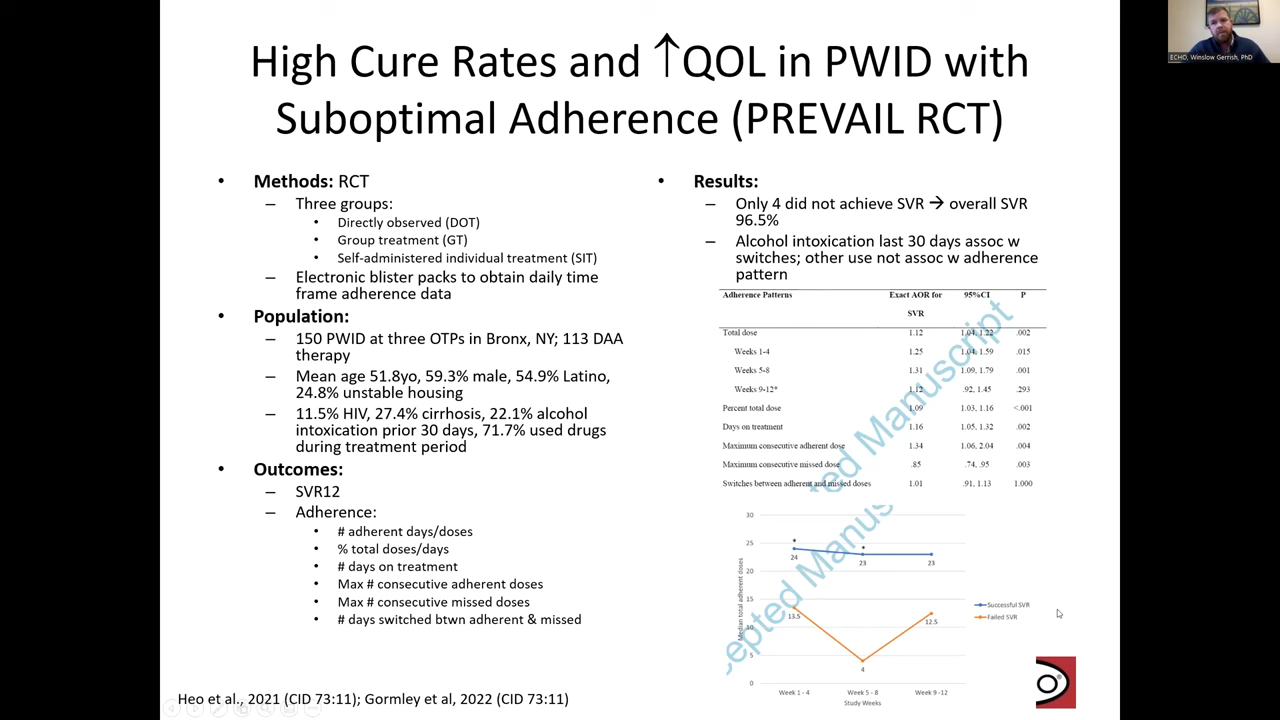 High Cure Rates and ↑QOL in PWID with
Suboptimal Adherence (PREVAIL RCT)
ECHO, Winslow Gerrish, PhD
• Methods: RCT
– Three groups:
• Directly observed (DOT)
• Group treatment (GT)
• Self-administered individual treatment (SIT)
– Electronic blister packs to obtain daily time
frame adherence data
• Population:
– 150 PWID at three OTPs in Bronx, NY; 113 DAA
therapy
– Mean age 51.8yo, 59.3% male, 54.9% Latino,
24.8% unstable housing
– 11.5% HIV, 27.4% cirrhosis, 22.1% alcohol
intoxication prior 30 days, 71.7% used drugs
during treatment period
• Outcomes:
– SVR12
– Adherence:
• # adherent days/doses
• % total doses/days
• # days on treatment
• Max # consecutive adherent doses
• Max # consecutive missed doses
• # days switched btwn adherent & missed
• Results:
– Only 4 did not achieve SVR → overall SVR
96.5%
– Alcohol intoxication last 30 days assoc w
switches; other use not assoc w adherence
pattern
Adherence Patterns Exact AOR for 95%CI P
SVR
Total dose 1.12 1.04, 1.22 .002
Weeks 1-4 1.25 1.04, 1.59 .015
Weeks 5-8 1.31 1.09, 1.79 .001
Weeks 9-12* 1.12 .92, 1.45 .293
Percent total dose 1.09 1.03, 1.16 <.001
Days on treatment 1.16 1.05, 1.32 .002
Maximum consecutive adherent dose 1.34 1.06, 2.04 .004
Maximum consecutive missed dose .85 .74, .95 .003
Switches between adherent and missed doses 1.01 .91, 1.13 1.000
epted Manuscript
epted Manuscript
Median total adherent doses
30
25
20
15
10
5
0
* *
24 23 23
13.5 4 12.5
Successful SVR
Failed SVR
Week 1 - 4 Week 5 - 8 Week 9 -12
Study Weeks
Heo et al., 2021 (CID 73:11); Gormley et al, 2022 (CID 73:11)